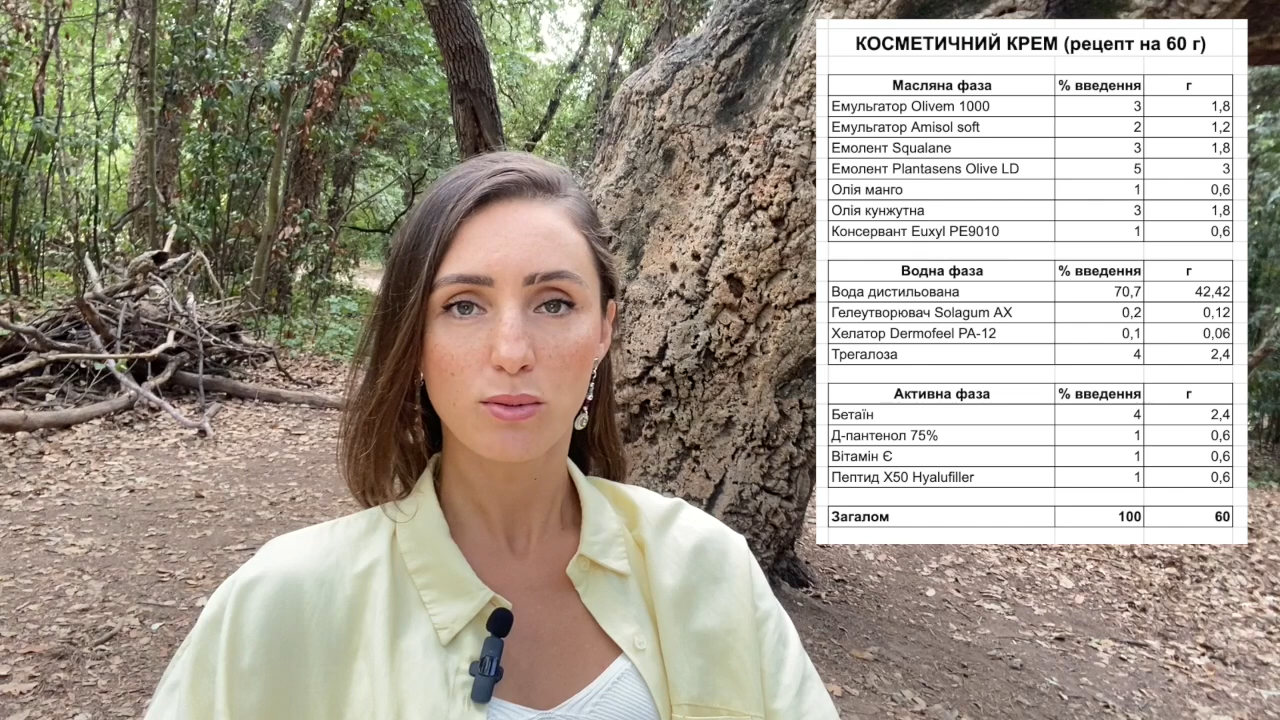 КОСМЕТИЧНИЙ КРЕМ (рецепт на 60 г)
Масляна фаза % введення г
Емульгатор Olivem 1000 3 1,8
Емульгатор Amisol soft 2 1,2
Емолент Squalane 3 1,8
Емолент Plantasens Olive LD 5 3
Олія манго 1 0,6
Олія кунжутна 3 1,8
Консервант Euxyl PE9010 1 0,6
Водна фаза % введення г
Вода дистильована 70,7 42,42
Гелеутворювач Solagum AX 0,2 0,12
Хелатор Dermofeel PA-12 0,1 0,06
Трегалоза 4 2,4
Активна фаза % введення г
Бетаїн 4 2,4
Д-пантенол 75% 1 0,6
Вітамін Є 1 0,6
Пептид X50 Hyalufiller 1 0,6
Загалом 100 60